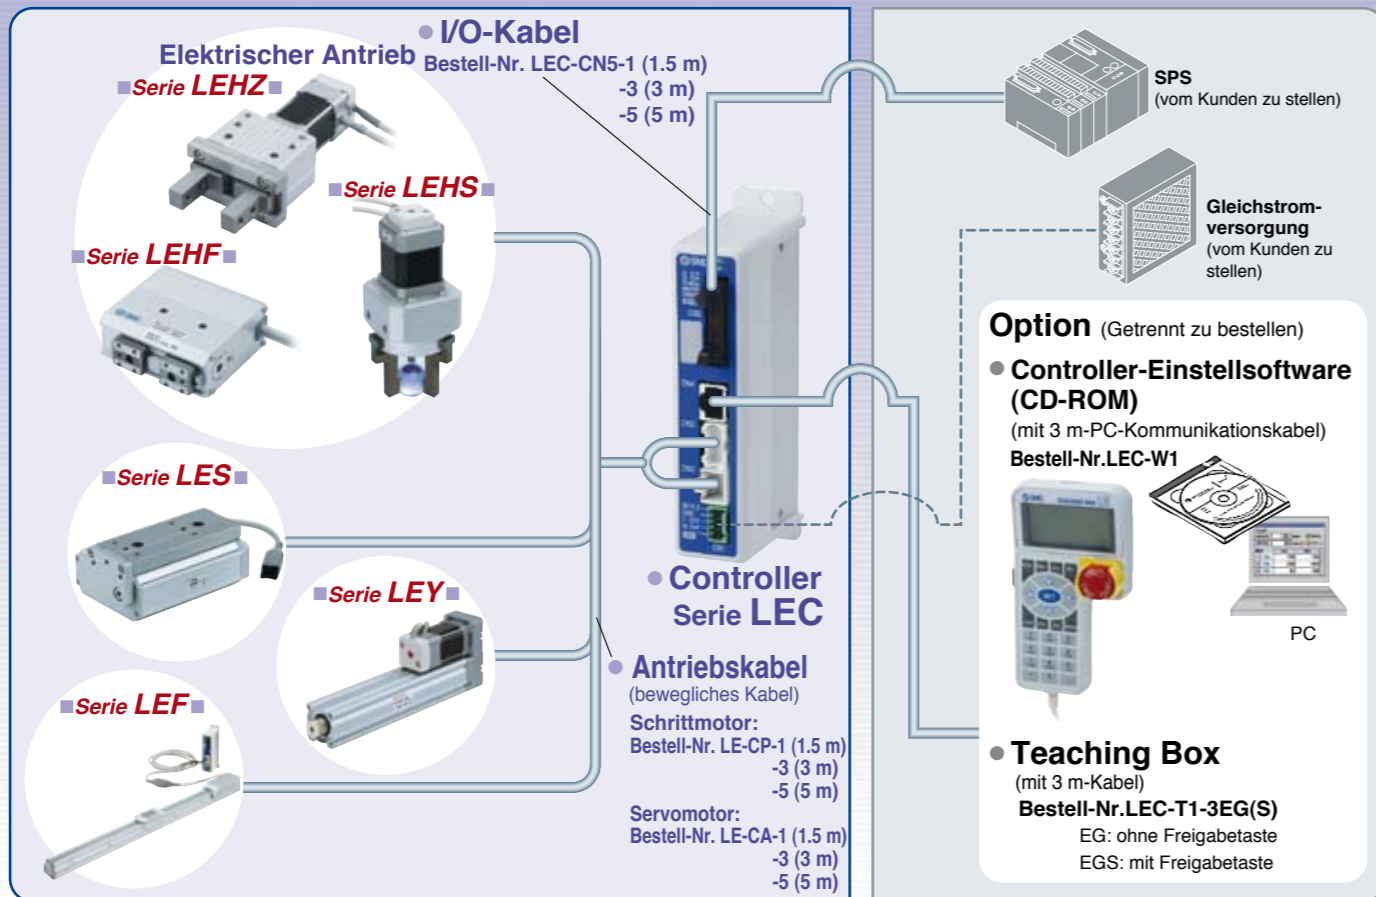 Elektrischer Antrieb
Serie LEHZ
Serie LEHS
Serie LEHF
Serie LES
Serie LEY
Serie LEF
I/O-Kabel
Bestell-Nr. LEC-CN5-1 (1.5 m)
-3 (3 m)
-5 (5 m)
Controller
Serie LEC
Antriebskabel
(bewegliches Kabel)
Schrittmotor:
Bestell-Nr. LE-CP-1 (1.5 m)
-3 (3 m)
-5 (5 m)
Servomotor:
Bestell-Nr. LE-CA-1 (1.5 m)
-3 (3 m)
-5 (5 m)
SPS
(vom Kunden zu stellen)
Gleichstrom-
versorgung
(vom Kunden zu
stellen)
Option (Getrennt zu bestellen)
Controller-Einstellsoftware
(CD-ROM)
(mit 3 m-PC-Kommunikationskabel)
Bestell-Nr.LEC-W1
PC
Teaching Box
(mit 3 m-Kabel)
Bestell-Nr.LEC-T1-3EG(S)
EG: ohne Freigabetaste
EGS: mit Freigabetaste